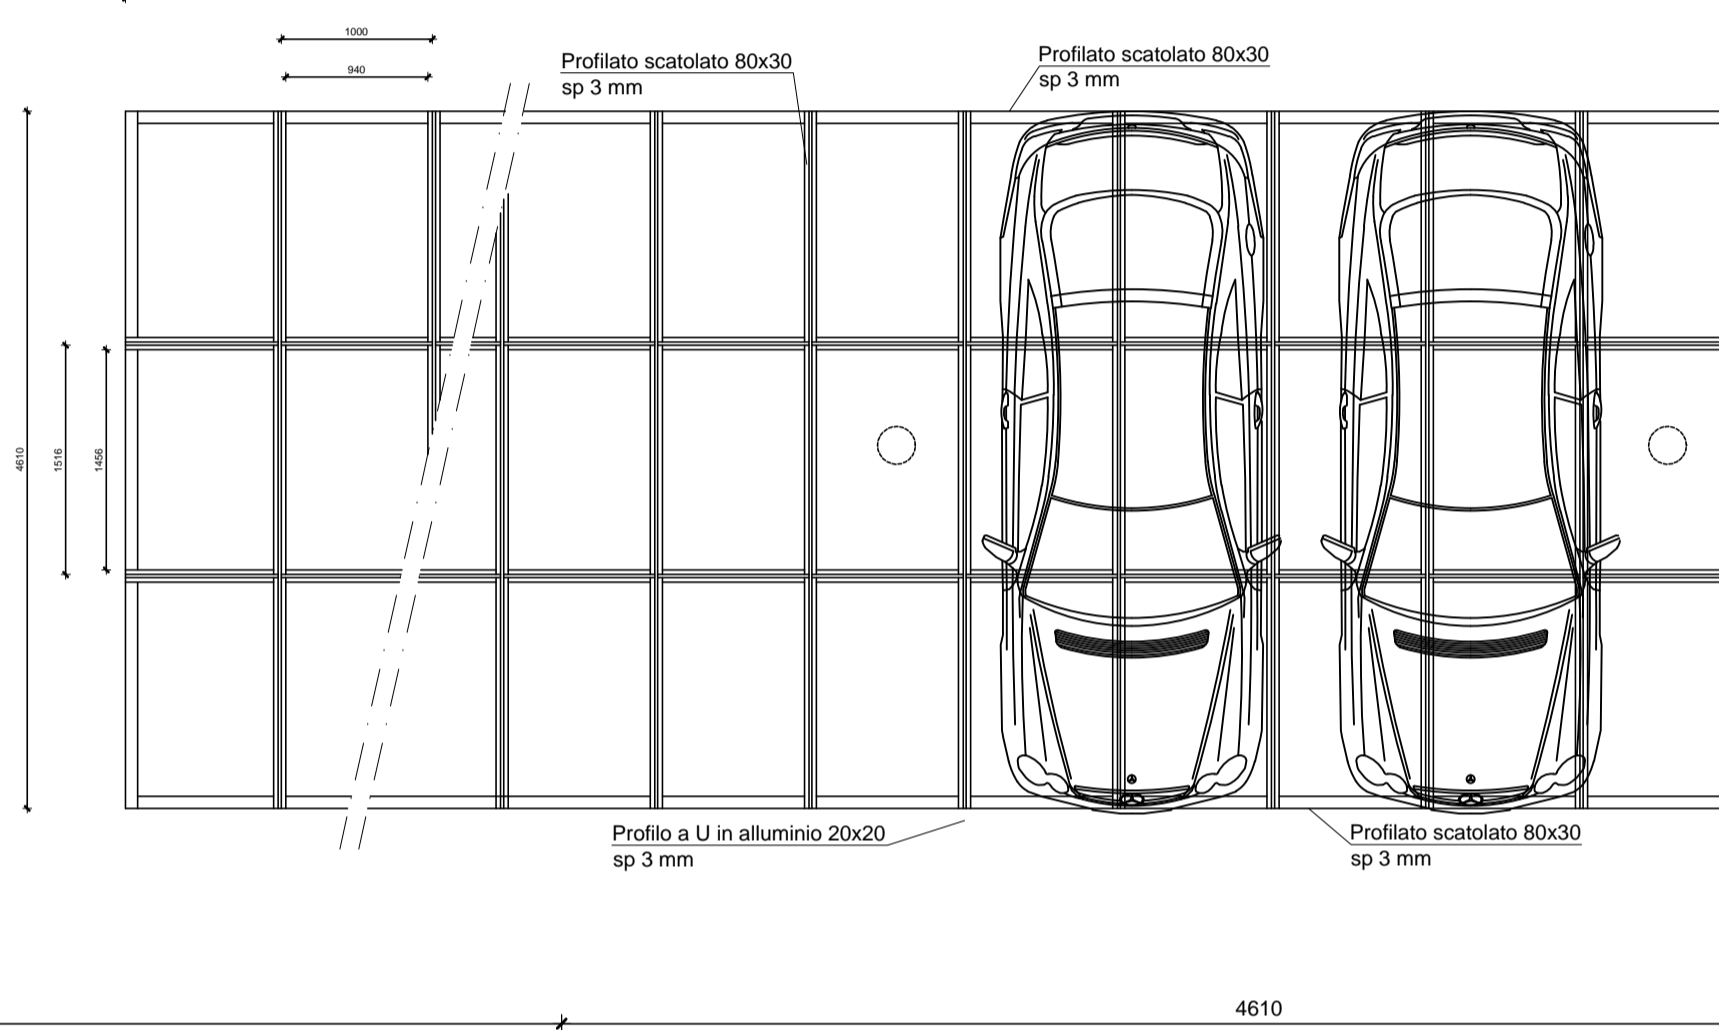 1000
940
Profilato scatolato 80x30
sp 3 mm
Profilato scatolato 80x30
sp 3 mm
4610
1516
1456
Profilo a U in alluminio 20x20
sp 3 mm
Profilato scatolato 80x30
sp 3 mm
4610